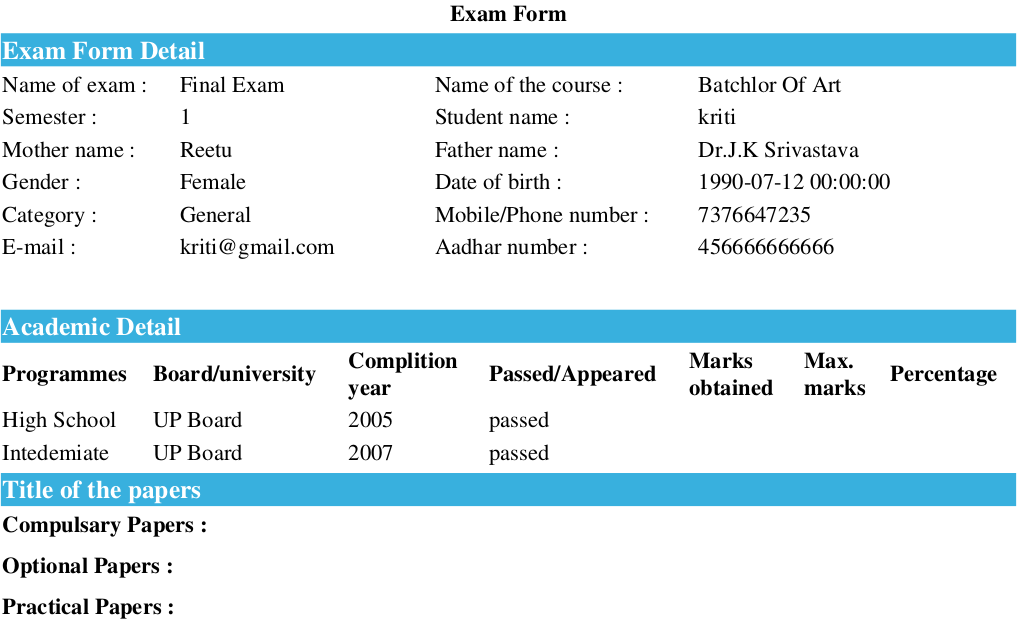 Exam Form
Exam Form Detail
Name of exam : Final Exam Name of the course : Batchlor Of Art
Semester : 1 Student name : kriti
Mother name : Reetu Father name : Dr.J.K Srivastava
Gender : Female Date of birth : 1990-07-12 00:00:00
Category : General Mobile/Phone number : 7376647235
E-mail : kriti@gmail.com Aadhar number : 456666666666
Academic Detail
Programmes Board/university Complition year Passed/Appeared Marks obtained Max. marks Percentage
High School UP Board 2005 passed
Intedemiate UP Board 2007 passed
Title of the papers
Compulsary Papers :
Optional Papers :
Practical Papers :